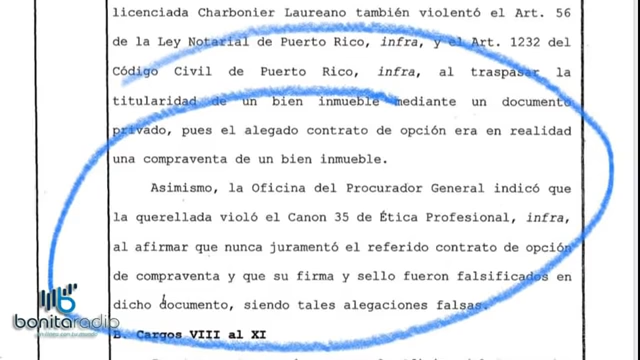 licenciada Charbonier Laureano también violentó el Art. 56
de la Ley Notarial de Puerto Rico, infra, y el Art. 1232 del
Código Civil de Puerto Rico, infra, al traspasar la
titularidad de un bien inmueble mediante un documento
privado, pues el alegado contrato de opción era en realidad
una compraventa de un bien inmueble.
Asimismo, la Oficina del Procurador General indicó que
la querellada violó el Canon 35 de Ética Profesional, infra,
al afirmar que nunca juramentó el referido contrato de opción
de compraventa y que su firma y sello fueron falsificados en
dicho documento, siendo tales alegaciones falsas.
bonitaradio
B. Cargos VIII al XI